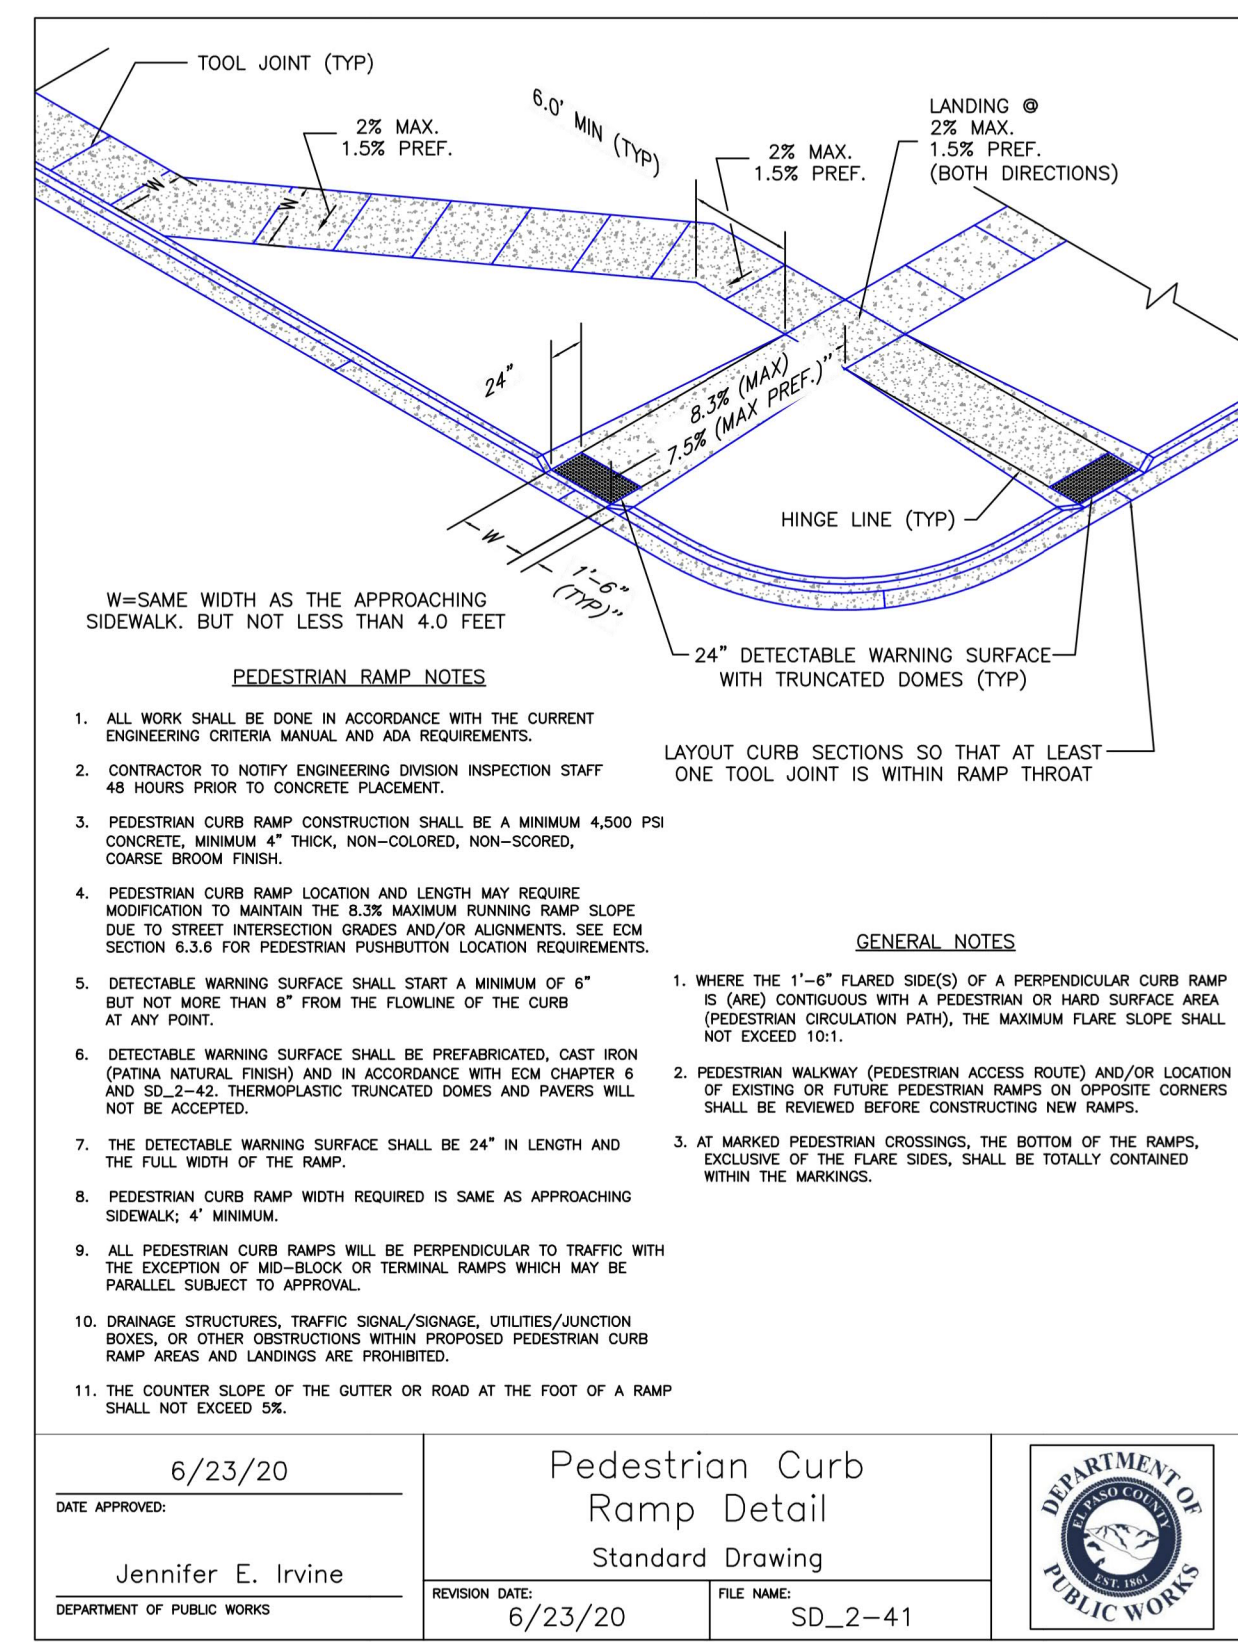 TOOL JOINT (TYP)
2% MAX.
1.5% PREF.
6.0' MIN (TYP)
2% MAX.
1.5% PREF.
LANDING @
2% MAX.
1.5% PREF.
(BOTH DIRECTIONS)
W
W
24"
8.3% (MAX)
7.5% (MAX PREF.)"
HINGE LINE (TYP)
W
1'-6"
(TYP)"
W=SAME WIDTH AS THE APPROACHING
SIDEWALK. BUT NOT LESS THAN 4.0 FEET
24" DETECTABLE WARNING SURFACE
WITH TRUNCATED DOMES (TYP)
LAYOUT CURB SECTIONS SO THAT AT LEAST
ONE TOOL JOINT IS WITHIN RAMP THROAT
PEDESTRIAN RAMP NOTES
1. ALL WORK SHALL BE DONE IN ACCORDANCE WITH THE CURRENT
ENGINEERING CRITERIA MANUAL AND ADA REQUIREMENTS.
2. CONTRACTOR TO NOTIFY ENGINEERING DIVISION INSPECTION STAFF
48 HOURS PRIOR TO CONCRETE PLACEMENT.
3. PEDESTRIAN CURB RAMP CONSTRUCTION SHALL BE A MINIMUM 4,500 PSI
CONCRETE, MINIMUM 4" THICK, NON-COLORED, NON-SCORED,
COARSE BROOM FINISH.
4. PEDESTRIAN CURB RAMP LOCATION AND LENGTH MAY REQUIRE
MODIFICATION TO MAINTAIN THE 8.3% MAXIMUM RUNNING RAMP SLOPE
DUE TO STREET INTERSECTION GRADES AND/OR ALIGNMENTS. SEE ECM
SECTION 6.3.6 FOR PEDESTRIAN PUSHBUTTON LOCATION REQUIREMENTS.
5. DETECTABLE WARNING SURFACE SHALL START A MINIMUM OF 6"
BUT NOT MORE THAN 8" FROM THE FLOWLINE OF THE CURB
AT ANY POINT.
6. DETECTABLE WARNING SURFACE SHALL BE PREFABRICATED, CAST IRON
(PATINA NATURAL FINISH) AND IN ACCORDANCE WITH ECM CHAPTER 6
AND SD_2-42. THERMOPLASTIC TRUNCATED DOMES AND PAVERS WILL
NOT BE ACCEPTED.
7. THE DETECTABLE WARNING SURFACE SHALL BE 24" IN LENGTH AND
THE FULL WIDTH OF THE RAMP.
8. PEDESTRIAN CURB RAMP WIDTH REQUIRED IS SAME AS APPROACHING
SIDEWALK; 4' MINIMUM.
9. ALL PEDESTRIAN CURB RAMPS WILL BE PERPENDICULAR TO TRAFFIC WITH
THE EXCEPTION OF MID-BLOCK OR TERMINAL RAMPS WHICH MAY BE
PARALLEL SUBJECT TO APPROVAL.
10. DRAINAGE STRUCTURES, TRAFFIC SIGNAL/SIGNAGE, UTILITIES/JUNCTION
BOXES, OR OTHER OBSTRUCTIONS WITHIN PROPOSED PEDESTRIAN CURB
RAMP AREAS AND LANDINGS ARE PROHIBITED.
11. THE COUNTER SLOPE OF THE GUTTER OR ROAD AT THE FOOT OF A RAMP
SHALL NOT EXCEED 5%.
GENERAL NOTES
1. WHERE THE 1'-6" FLARED SIDE(S) OF A PERPENDICULAR CURB RAMP
IS (ARE) CONTIGUOUS WITH A PEDESTRIAN OR HARD SURFACE AREA
(PEDESTRIAN CIRCULATION PATH), THE MAXIMUM FLARE SLOPE SHALL
NOT EXCEED 10:1.
2. PEDESTRIAN WALKWAY (PEDESTRIAN ACCESS ROUTE) AND/OR LOCATION
OF EXISTING OR FUTURE PEDESTRIAN RAMPS ON OPPOSITE CORNERS
SHALL BE REVIEWED BEFORE CONSTRUCTING NEW RAMPS.
3. AT MARKED PEDESTRIAN CROSSINGS, THE BOTTOM OF THE RAMPS,
EXCLUSIVE OF THE FLARE SIDES, SHALL BE TOTALLY CONTAINED
WITHIN THE MARKINGS.
6/23/20
DATE APPROVED:
Jennifer E. Irvine
DEPARTMENT OF PUBLIC WORKS
Pedestrian Curb
Ramp Detail
Standard Drawing
REVISION DATE:
6/23/20
FILE NAME:
SD_2-41
DEPARTMENT OF
EL PASO COUNTY
EST. 1861
PUBLIC WORKS